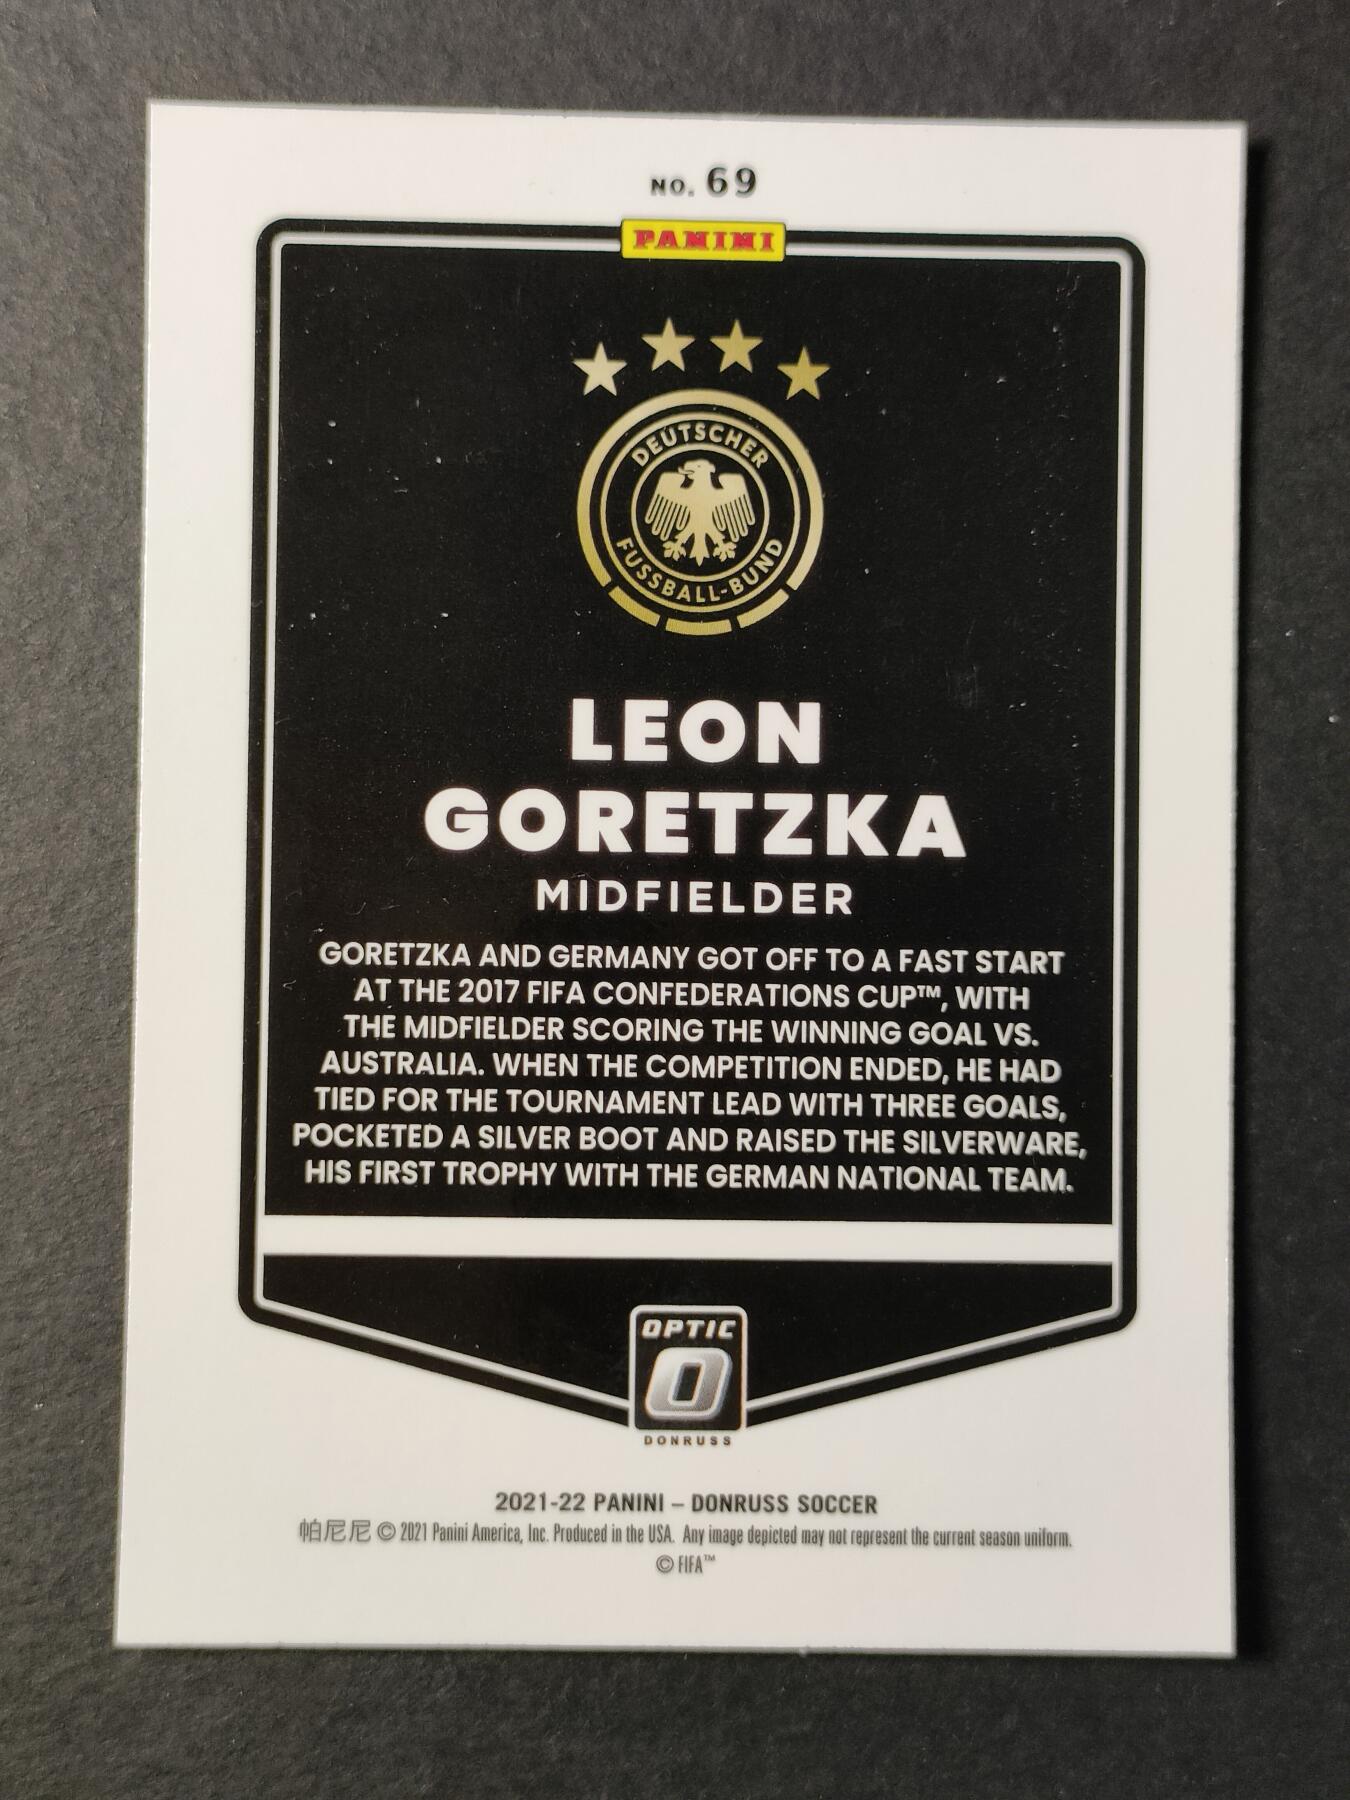 NO. 69
PANINI
DEUTSCHER
FUSSBALL-BUND
LEON
GORETZKA
MIDFIELDER
GORETZKA AND GERMANY GOT OFF TO A FAST START
AT THE 2017 FIFA CONFEDERATIONS CUP™, WITH
THE MIDFIELDER SCORING THE WINNING GOAL VS.
AUSTRALIA. WHEN THE COMPETITION ENDED, HE HAD
TIED FOR THE TOURNAMENT LEAD WITH THREE GOALS,
POCKETED A SILVER BOOT AND RAISED THE SILVERWARE,
HIS FIRST TROPHY WITH THE GERMAN NATIONAL TEAM.
OPTIC
O
DONRUSS
2021-22 PANINI – DONRUSS SOCCER
帕尼尼 © 2021 Panini America, Inc. Produced in the USA. Any image depicted may not represent the current season uniform.
© FIFA™